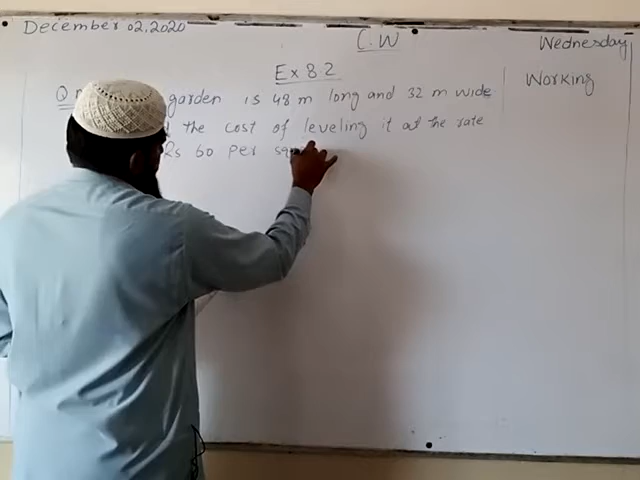 December 02, 2020 C.W Wednesday
Ex 8 2 Working
Q garden is 48 m long and 32 m wide
the cost of leveling it at the rate
60 per